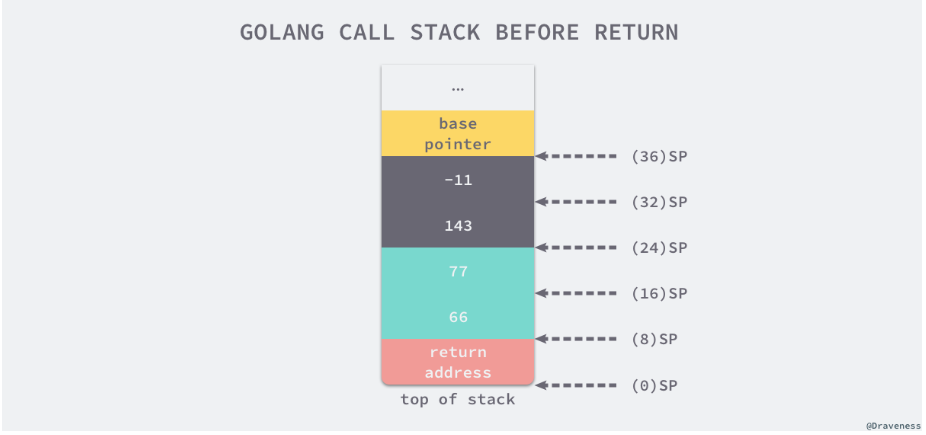 GOLANG CALL STACK BEFORE RETURN
...
base
pointer
(36)SP
-11
(32)SP
143
(24)SP
77
(16)SP
66
(8)SP
return
address
(0)SP
top of stack
@Draveness